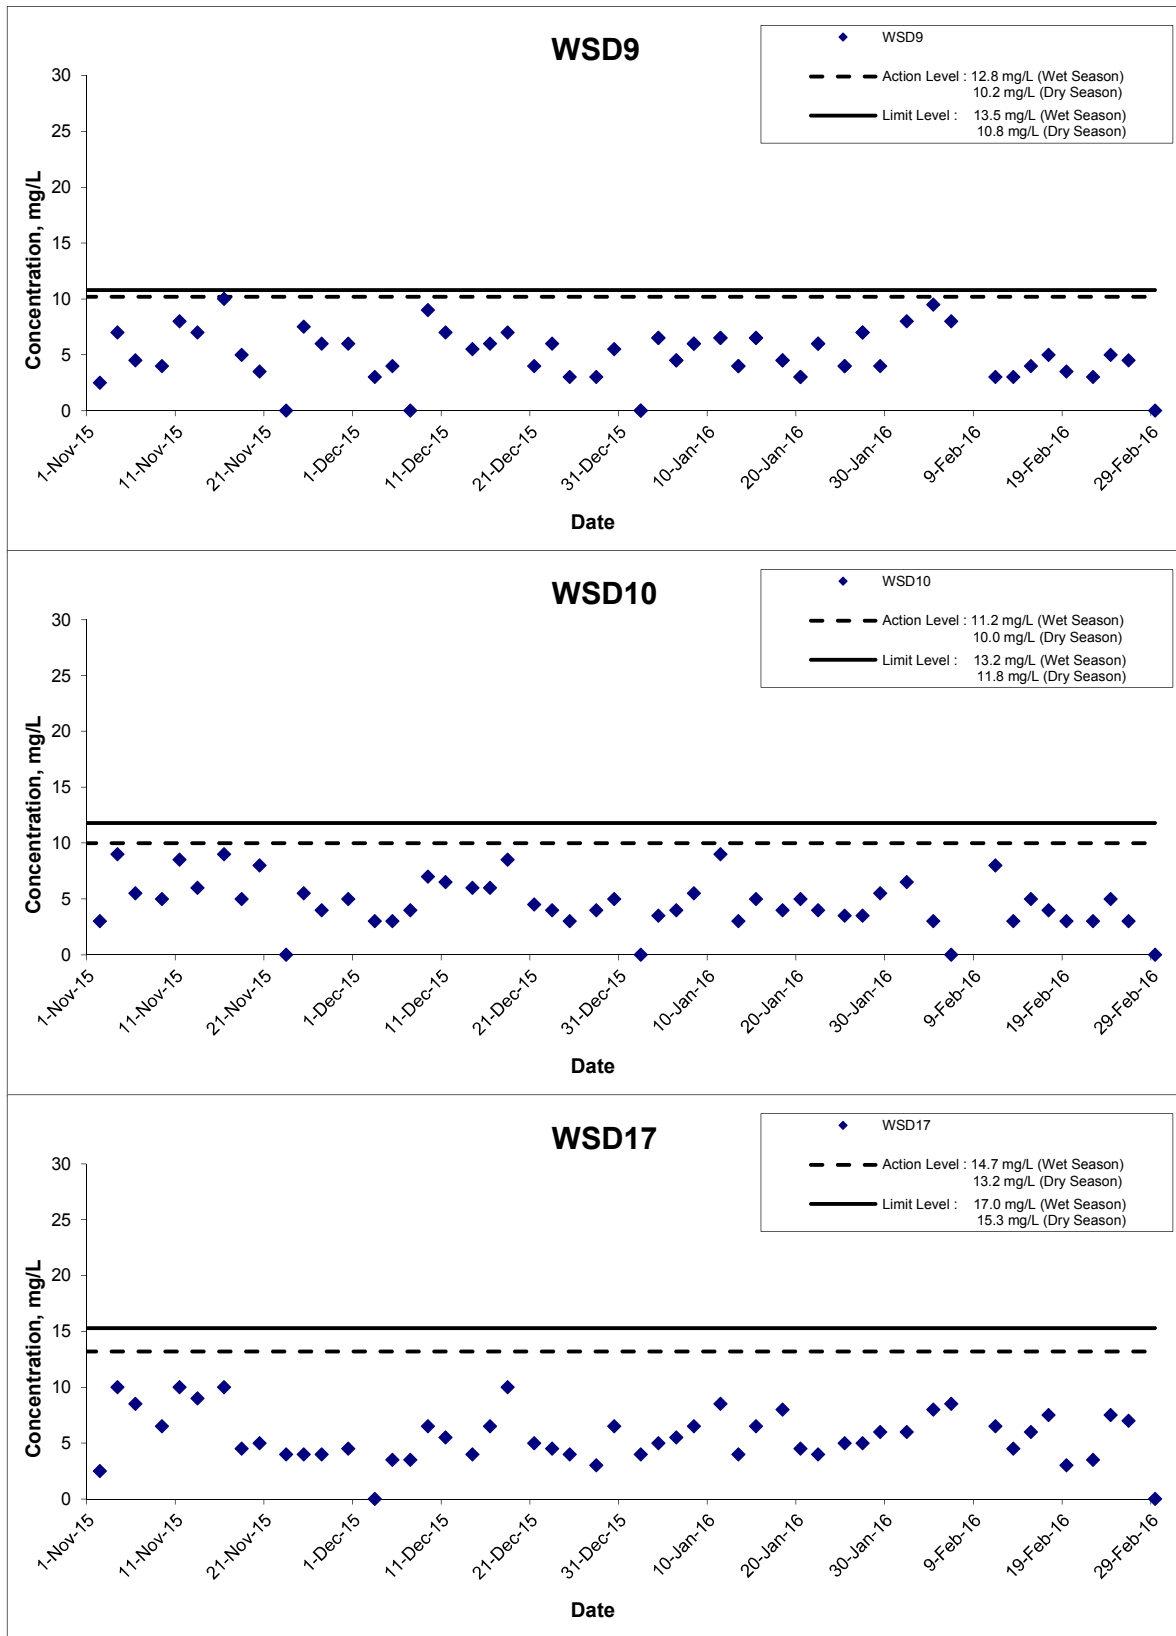 WSD9
WSD9
Action Level : 12.8 mg/L (Wet Season)
10.2 mg/L (Dry Season)
Limit Level : 13.5 mg/L (Wet Season)
10.8 mg/L (Dry Season)
Concentration, mg/L
30
25
20
15
10
5
0
1-Nov-15
11-Nov-15
21-Nov-15
1-Dec-15
11-Dec-15
21-Dec-15
31-Dec-15
10-Jan-16
20-Jan-16
30-Jan-16
9-Feb-16
19-Feb-16
29-Feb-16
Date
WSD10
WSD10
Action Level : 11.2 mg/L (Wet Season)
10.0 mg/L (Dry Season)
Limit Level : 13.2 mg/L (Wet Season)
11.8 mg/L (Dry Season)
Concentration, mg/L
30
25
20
15
10
5
0
1-Nov-15
11-Nov-15
21-Nov-15
1-Dec-15
11-Dec-15
21-Dec-15
31-Dec-15
10-Jan-16
20-Jan-16
30-Jan-16
9-Feb-16
19-Feb-16
29-Feb-16
Date
WSD17
WSD17
Action Level : 14.7 mg/L (Wet Season)
13.2 mg/L (Dry Season)
Limit Level : 17.0 mg/L (Wet Season)
15.3 mg/L (Dry Season)
Concentration, mg/L
30
25
20
15
10
5
0
1-Nov-15
11-Nov-15
21-Nov-15
1-Dec-15
11-Dec-15
21-Dec-15
31-Dec-15
10-Jan-16
20-Jan-16
30-Jan-16
9-Feb-16
19-Feb-16
29-Feb-16
Date